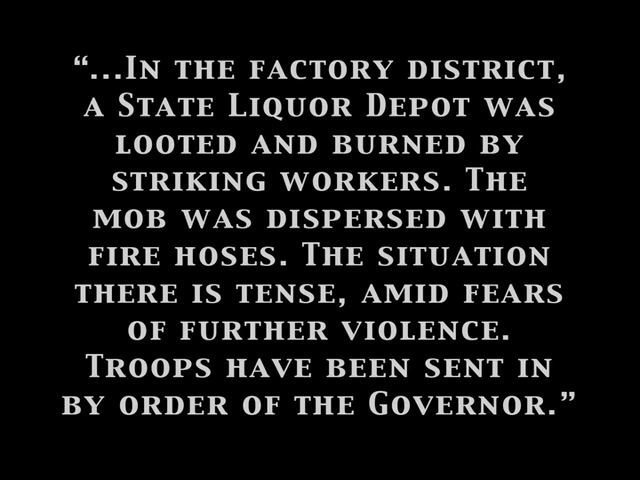 “...In the factory district,
a State Liquor Depot was
looted and burned by
striking workers. The
mob was dispersed with
fire hoses. The situation
there is tense, amid fears
of further violence.
Troops have been sent in
by order of the Governor.”